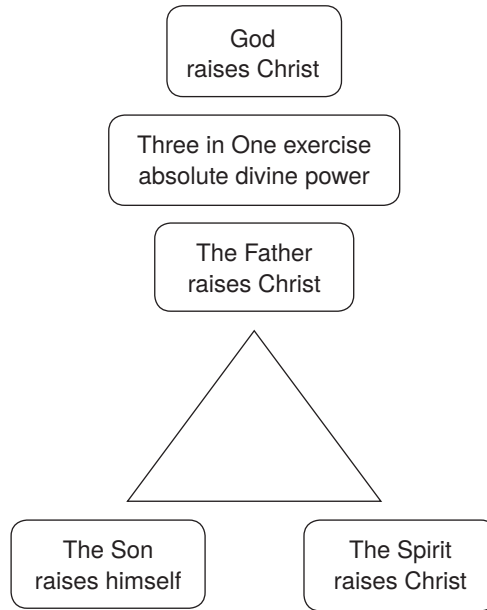 God
raises Christ
Three in One exercise
absolute divine power
The Father
raises Christ
The Son
raises himself
The Spirit
raises Christ